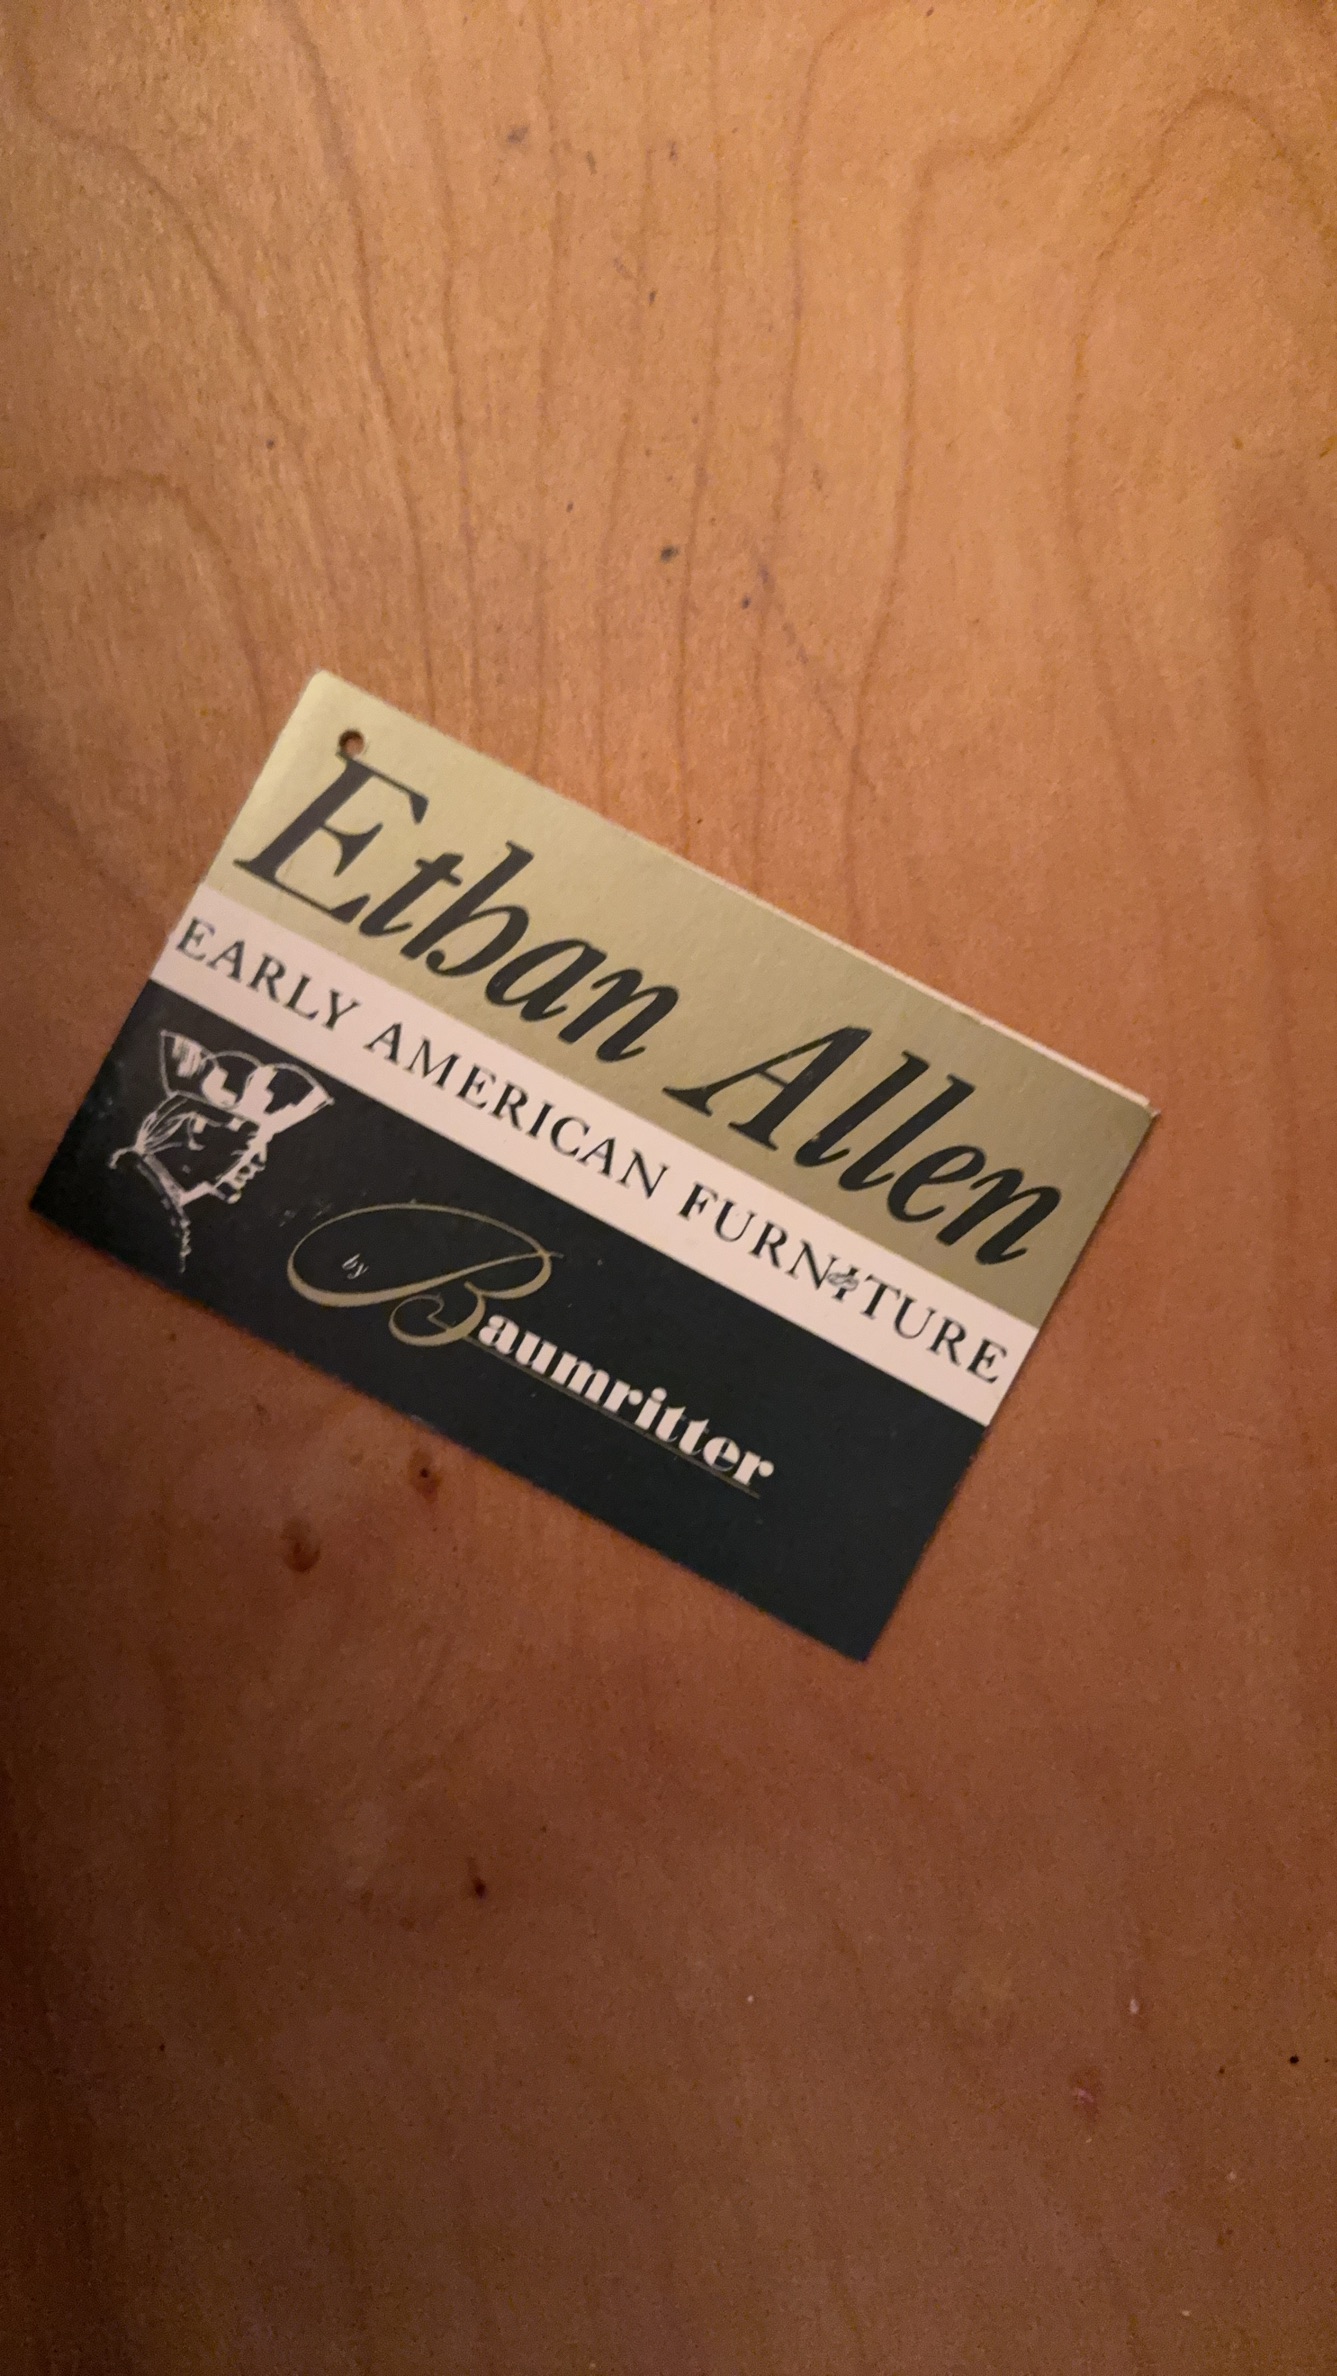 Ethan Allen
EARLY AMERICAN FURNITURE
by Baumritter